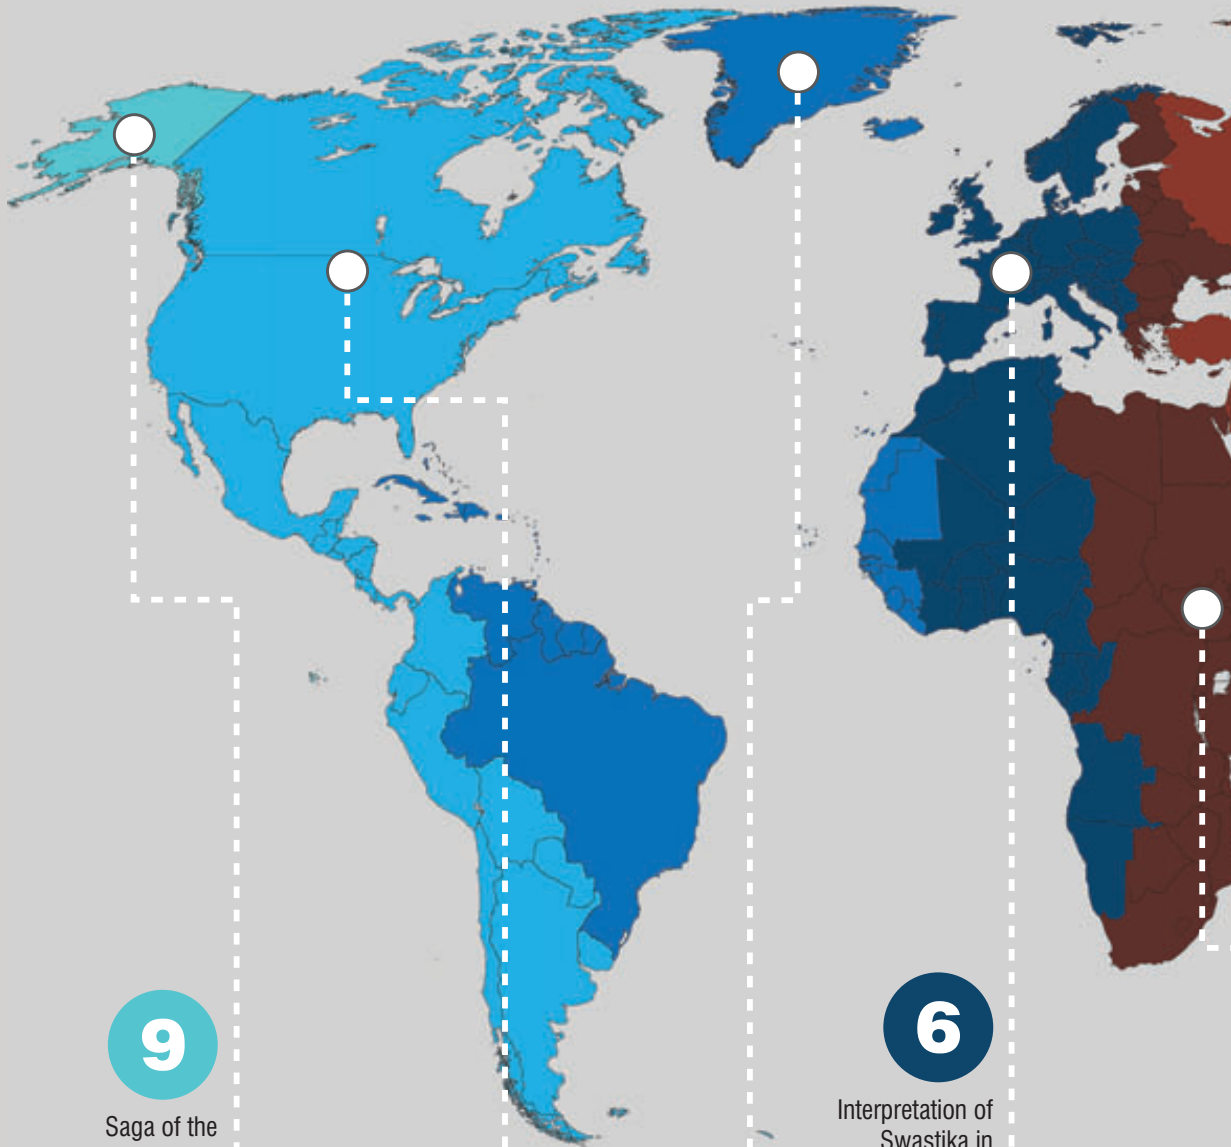 9
Saga of the
6
Interpretation of
Swastika in